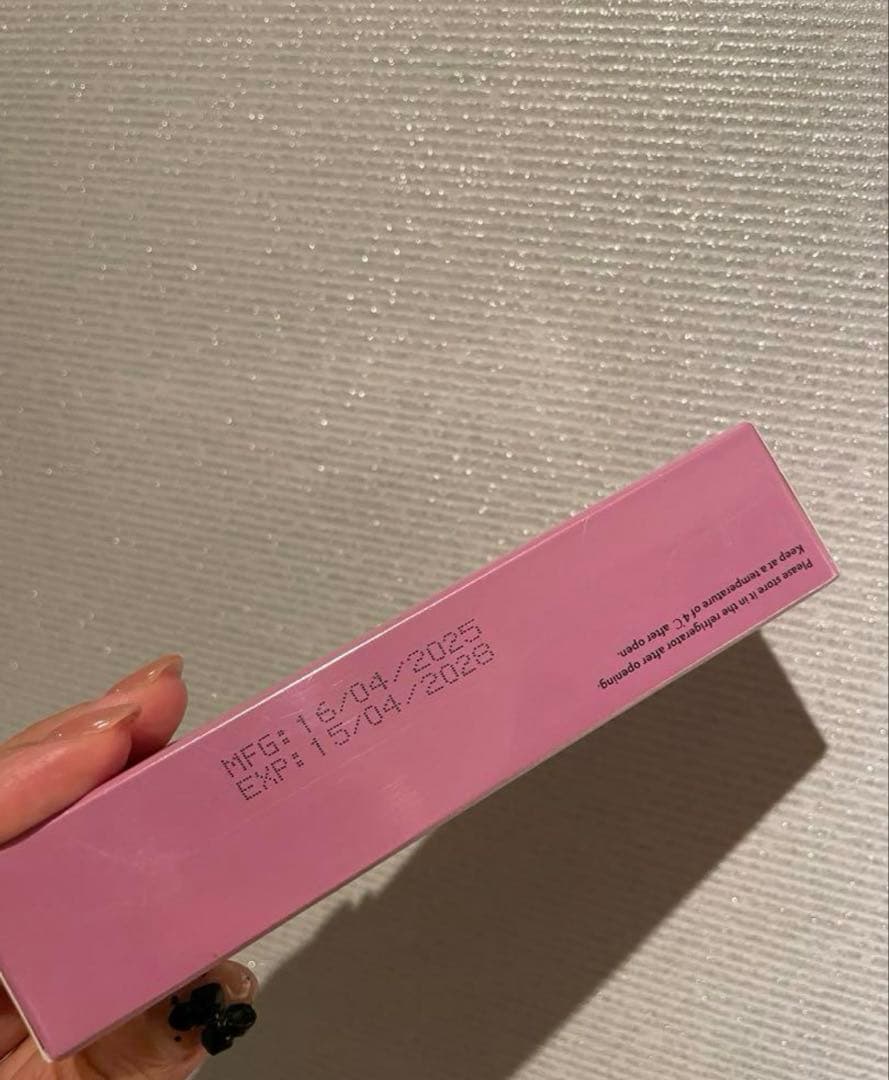 MFG:16/04/2025
EXP:15/04/2028
Please store it in the refrigerator after opening.
Keep at a temperature of 4℃ after open.